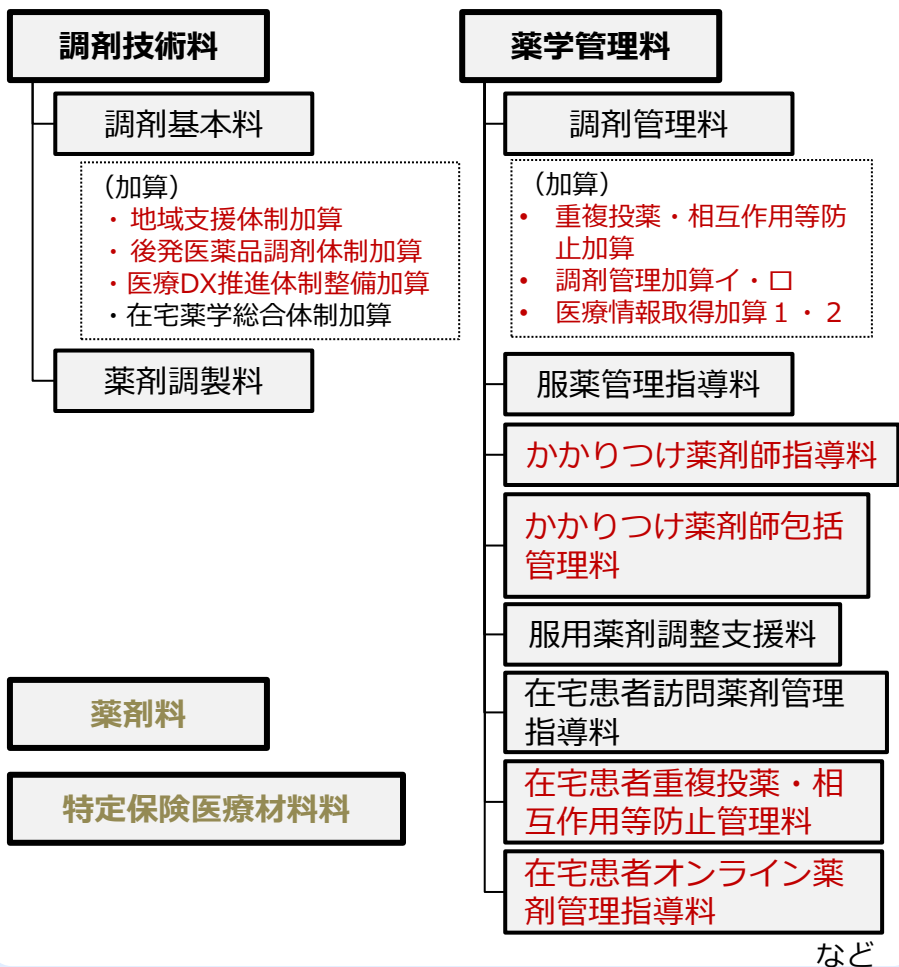 調剤技術料
調剤基本料
（加算）
・地域支援体制加算
・後発医薬品調剤体制加算
・医療DX推進体制整備加算
・在宅薬学総合体制加算
薬剤調製料
薬剤料
特定保険医療材料料
薬学管理料
調剤管理料
（加算）
• 重複投薬・相互作用等防
止加算
• 調剤管理加算イ・ロ
• 医療情報取得加算１・２
服薬管理指導料
かかりつけ薬剤師指導料
かかりつけ薬剤師包括
管理料
服用薬剤調整支援料
在宅患者訪問薬剤管理
指導料
在宅患者重複投薬・相
互作用等防止管理料
在宅患者オンライン薬
剤管理指導料
など